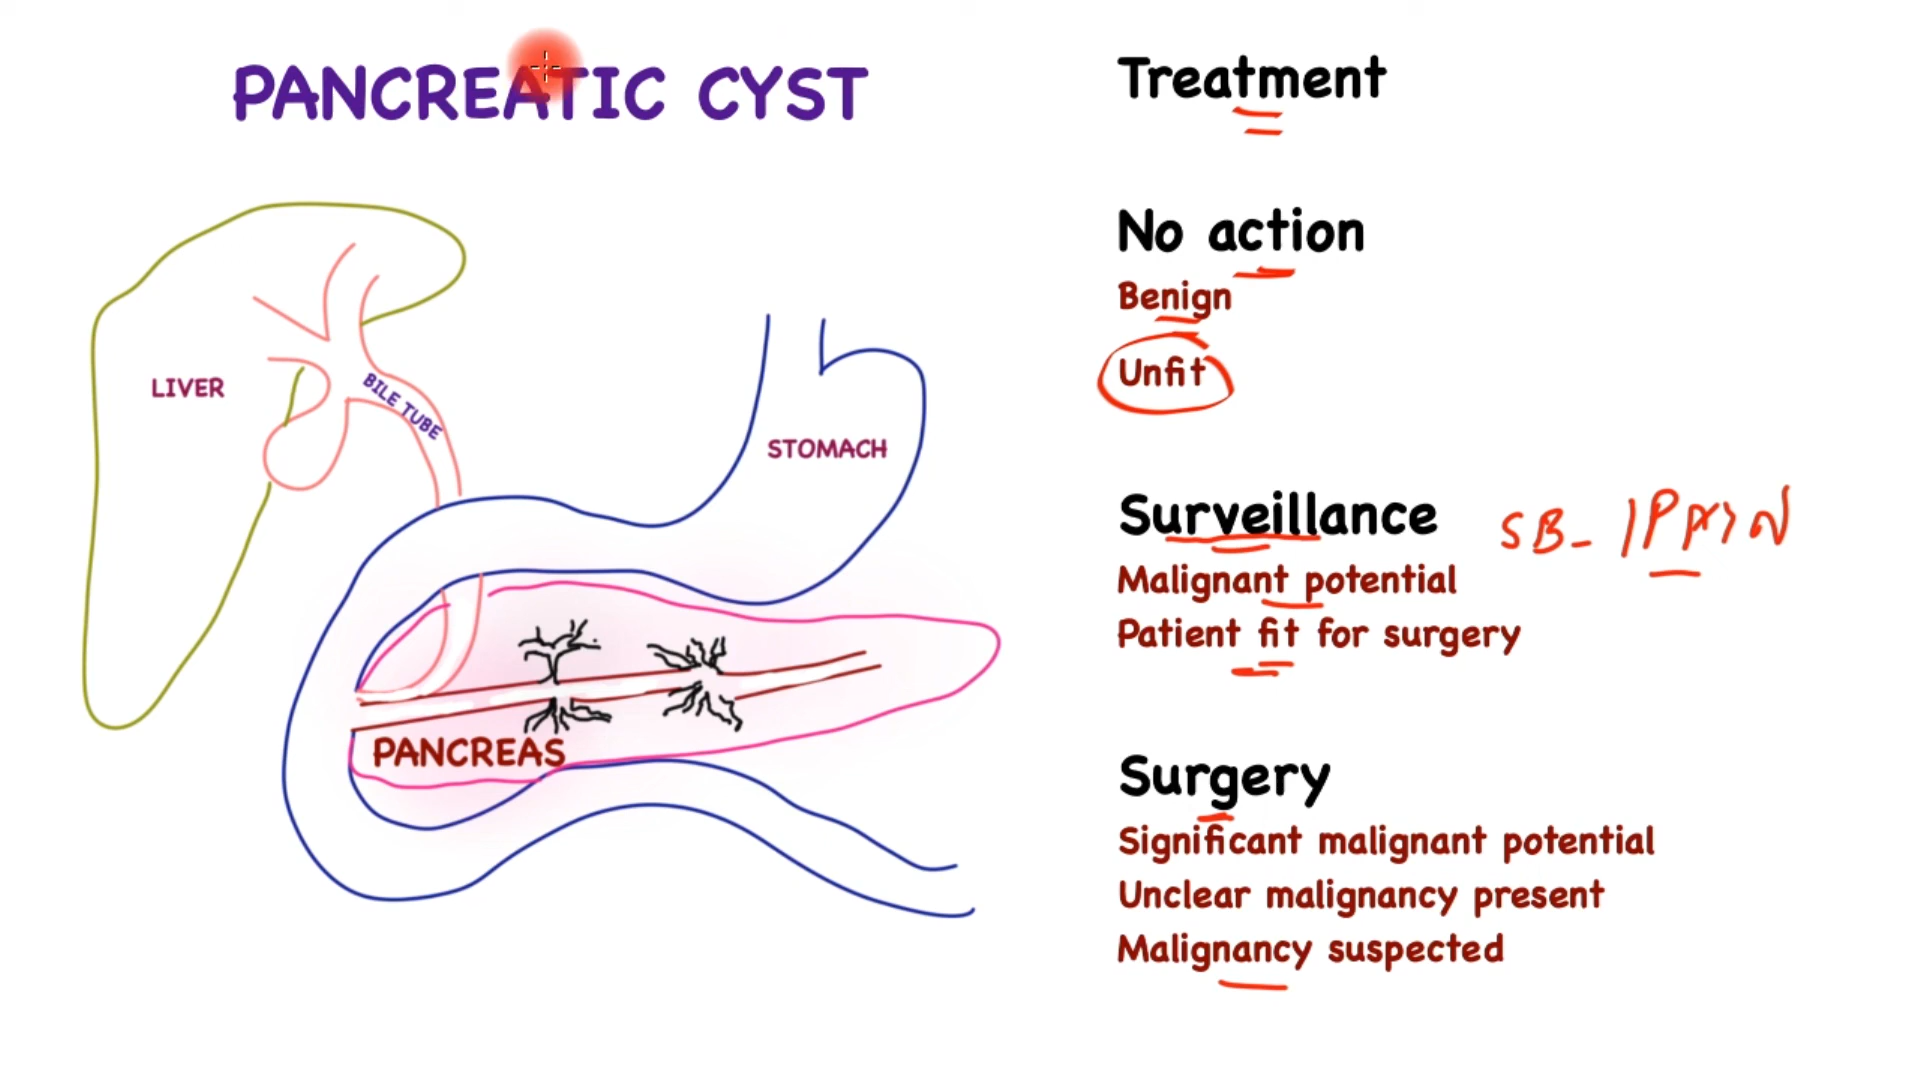 PANCREATIC CYST
LIVER
BILE TUBE
STOMACH
PANCREAS
Treatment
No action
Benign
Unfit
Surveillance SB-IPMN
Malignant potential
Patient fit for surgery
Surgery
Significant malignant potential
Unclear malignancy present
Malignancy suspected